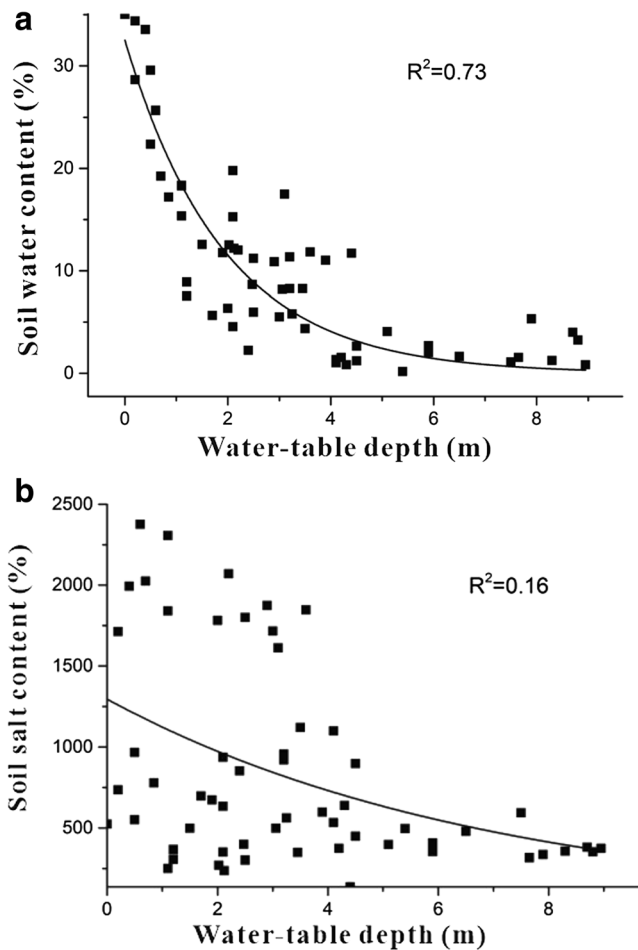 a
Soil water content (%)
30
20
10
0
R²=0.73
0 2 4 6 8
Water-table depth (m)
b
Soil salt content (%)
2500
2000
1500
1000
500
R²=0.16
0 2 4 6 8
Water-table depth (m)